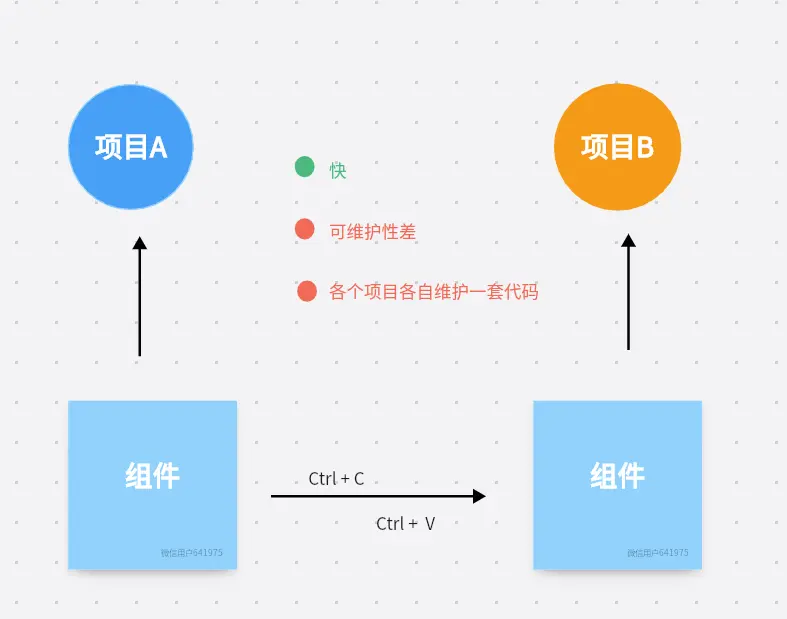 项目A
项目B
快
可维护性差
各个项目各自维护一套代码
组件
微信用户641975
Ctrl + C
Ctrl + V
组件
微信用户641975